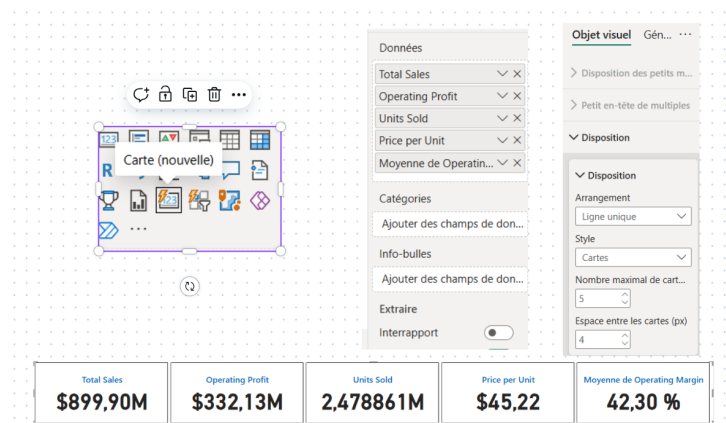 Objet visuel Gén... ...
Données
Total Sales
Operating Profit
Units Sold
Price per Unit
Moyenne de Operatin...
Catégories
Ajouter des champs de don...
Info-bulles
Ajouter des champs de don...
Extraire
Interrapport
Disposition des petits m...
Petit en-tête de multiples
Disposition
Disposition
Arrangement
Ligne unique
Style
Cartes
Nombre maximal de cart...
5
Espace entre les cartes (px)
4
123
Carte (nouvelle)
R
123
...
Total Sales
$899,90M
Operating Profit
$332,13M
Units Sold
2,478861M
Price per Unit
$45,22
Moyenne de Operating Margin
42,30 %